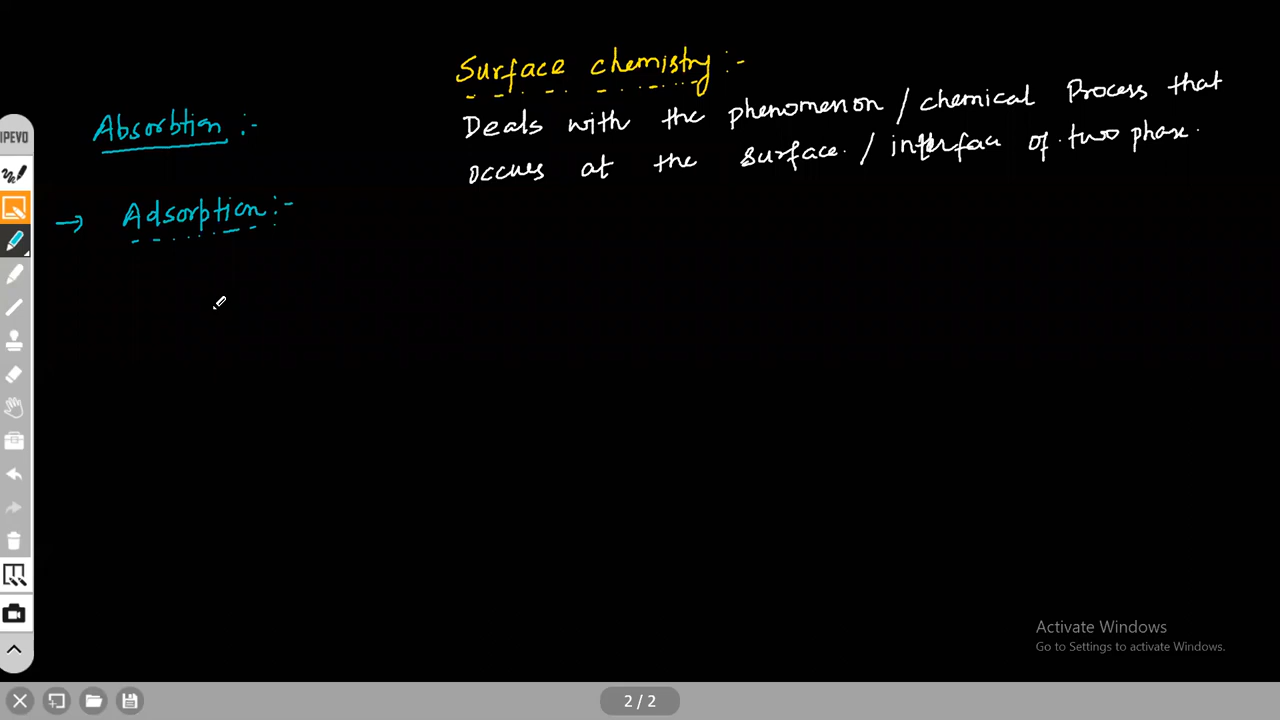 Surface chemistry :-
Deals with the phenomenon / chemical Process that
occurs at the surface. / interface of two phase.
Absorbtion :-
→ Adsorption :-
IPEVO
Activate Windows
Go to Settings to activate Windows.
2 / 2